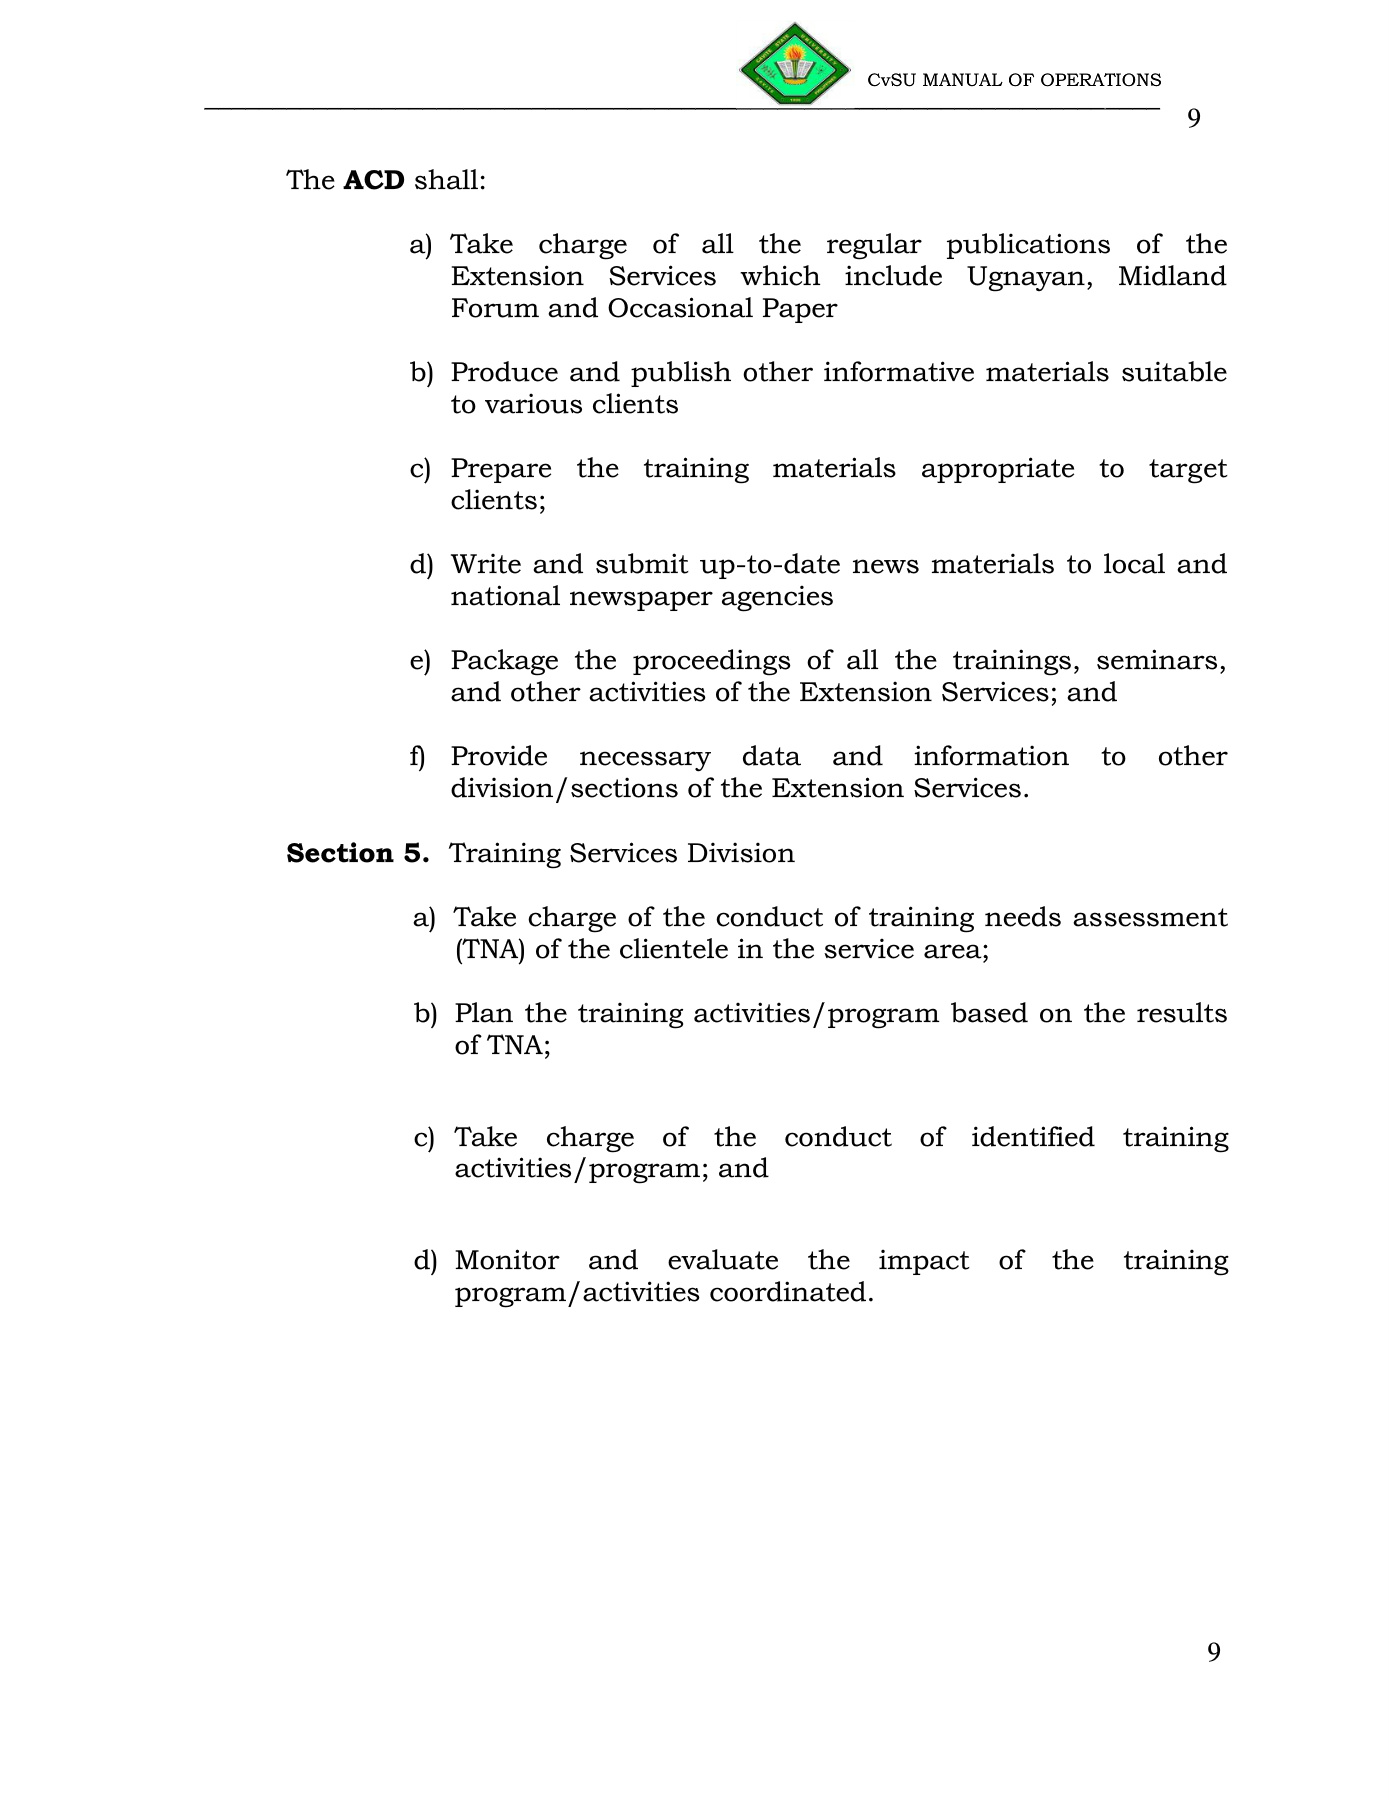 CvSU MANUAL OF OPERATIONS
9
The ACD shall:
a) Take charge of all the regular publications of the
Extension Services which include Ugnayan, Midland
Forum and Occasional Paper
b) Produce and publish other informative materials suitable
to various clients
c) Prepare the training materials appropriate to target
clients;
d) Write and submit up-to-date news materials to local and
national newspaper agencies
e) Package the proceedings of all the trainings, seminars,
and other activities of the Extension Services; and
f) Provide necessary data and information to other
division/sections of the Extension Services.
Section 5. Training Services Division
a) Take charge of the conduct of training needs assessment
(TNA) of the clientele in the service area;
b) Plan the training activities/program based on the results
of TNA;
c) Take charge of the conduct of identified training
activities/program; and
d) Monitor and evaluate the impact of the training
program/activities coordinated.
9